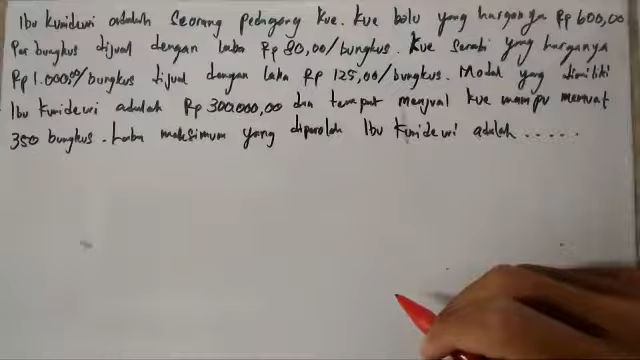 Ibu Kunidewi adalah Seorang pedagang kue. Kue bolu yang harganya Rp 600,00
Per bungkus dijual dengan laba Rp 80,00/bungkus. Kue Serabi yang harganya
Rp 1.000,00/bungkus dijual dengan laba Rp 125,00/bungkus. Modal yang dimiliki
Ibu Kunidewi adalah Rp 300.000,00 dan tempat menjual kue mampu memuat
350 bungkus. Laba maksimum yang diperoleh Ibu Kunidewi adalah .....